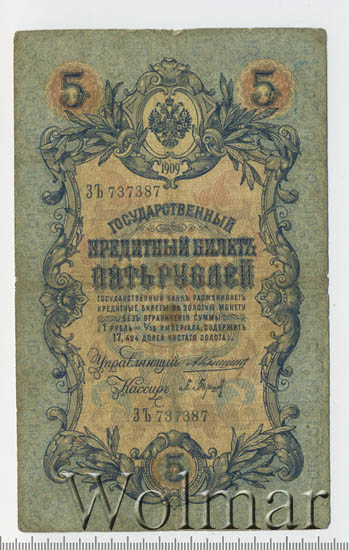 5 5
1909
ЗЪ 737387
ГОСУДАРСТВЕННЫЙ
КРЕДИТНЫЙ БИЛЕТЪ
ПЯТЬ РУБЛЕЙ
ГОСУДАРСТВЕННЫЙ БАНКЪ РАЗМѢНИВАЕТЪ
КРЕДИТНЫЕ БИЛЕТЫ НА ЗОЛОТУЮ МОНЕТУ
БЕЗЪ ОГРАНИЧЕНІЯ СУММЫ
(1 РУБЛЬ = 1/15 ИМПЕРІАЛА, СОДЕРЖИТЪ
17,424 ДОЛЕЙ ЧИСТАГО ЗОЛОТА).
Управляющій
Кассиръ
ЗЪ 737387
5
Wolmar